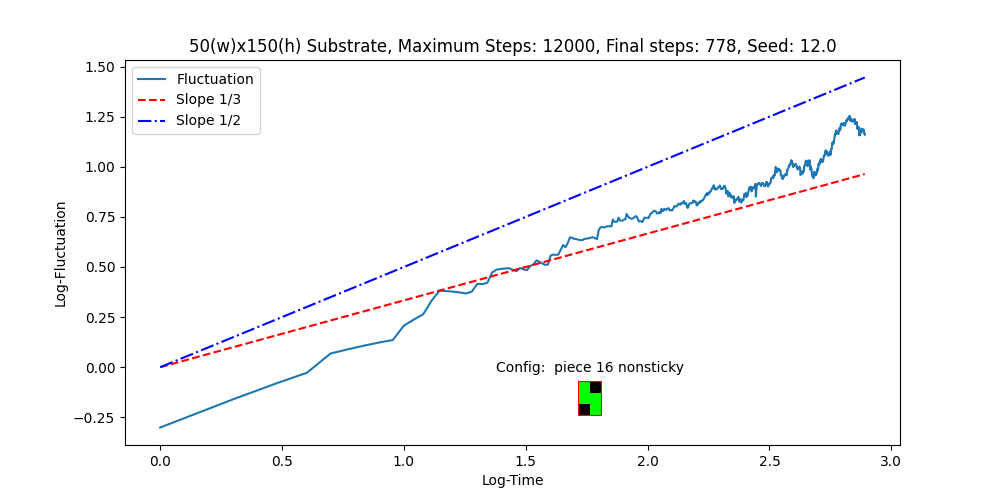 50(w)x150(h) Substrate, Maximum Steps: 12000, Final steps: 778, Seed: 12.0
Fluctuation
Slope 1/3
Slope 1/2
1.50
1.25
1.00
0.75
0.50
0.25
0.00
−0.25
Log-Fluctuation
Config:  piece 16 nonsticky
0.0 0.5 1.0 1.5 2.0 2.5 3.0
Log-Time